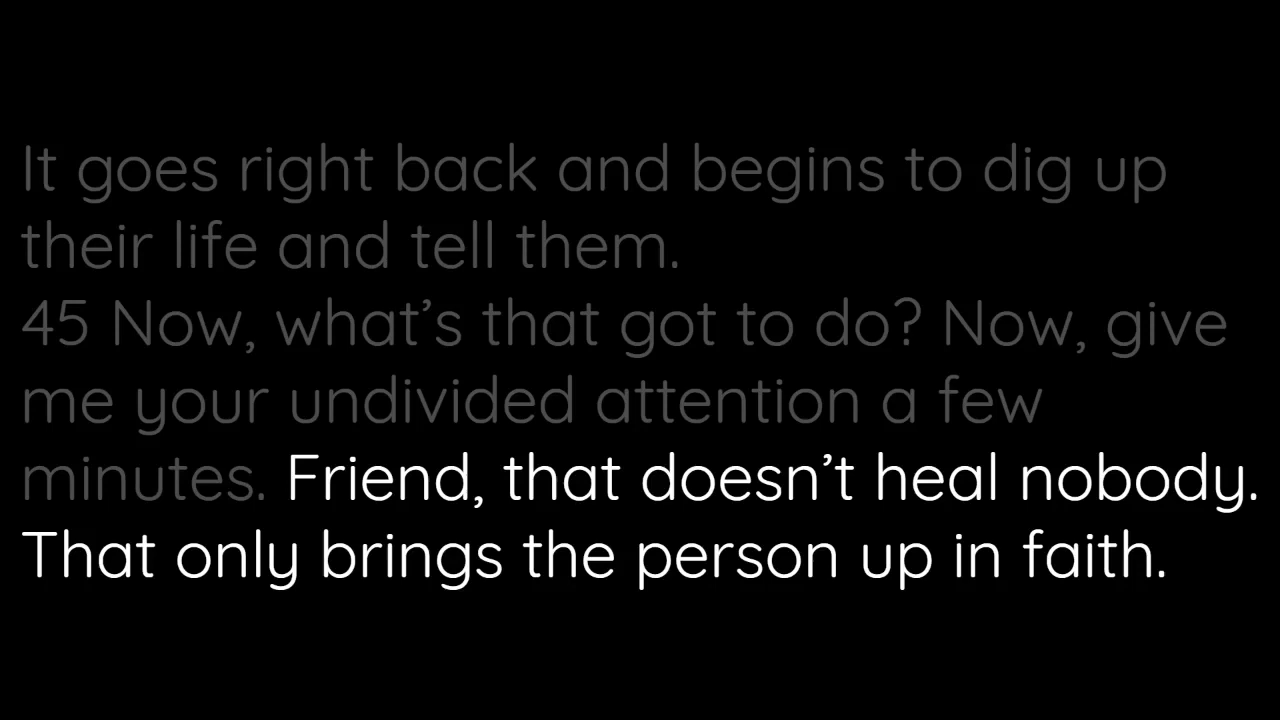 It goes right back and begins to dig up
their life and tell them.
45 Now, what’s that got to do? Now, give
me your undivided attention a few
minutes. Friend, that doesn’t heal nobody.
That only brings the person up in faith.